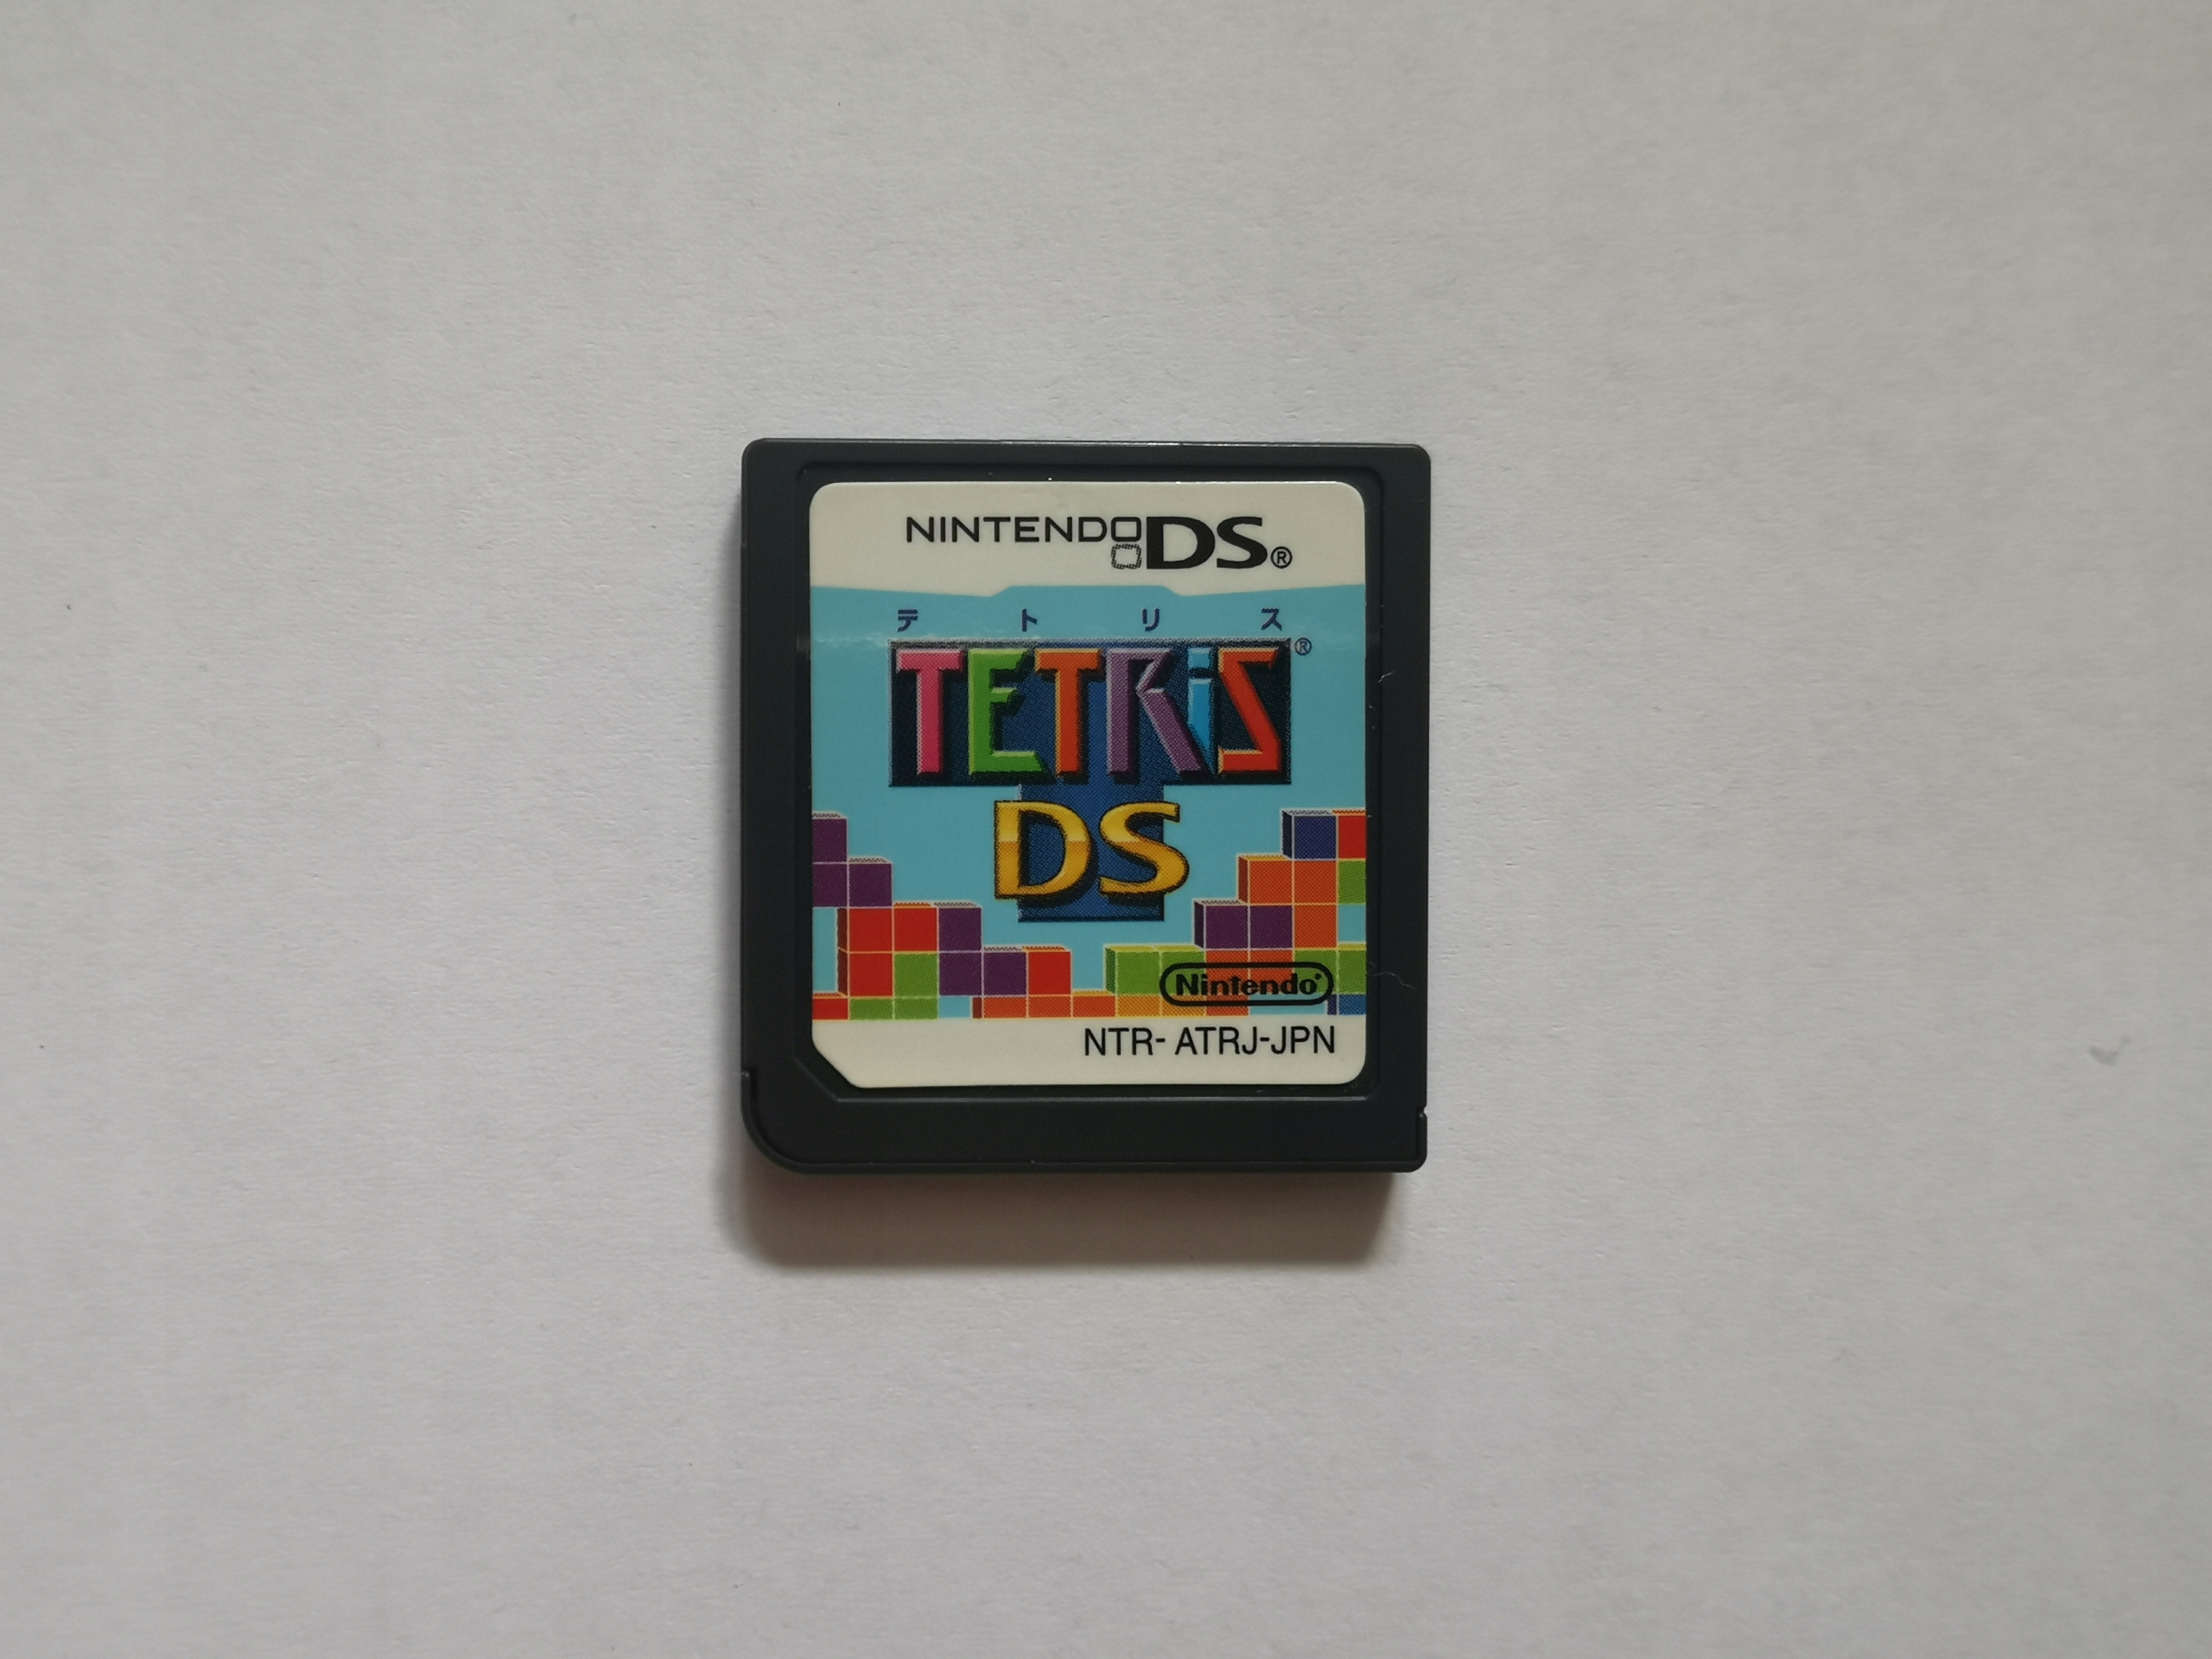 NINTENDO DS®
テトリス
TETRiS®
DS
Nintendo®
NTR- ATRJ-JPN